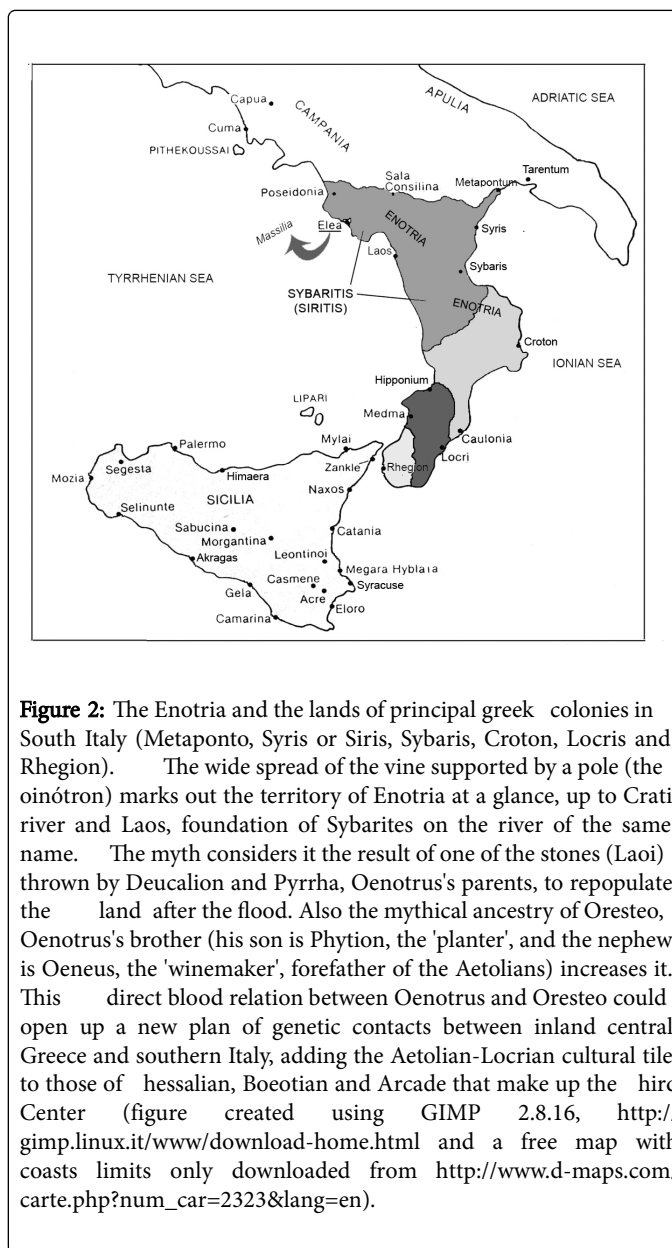 Capua
CAMPANIA
APULIA
ADRIATIC SEA
Cuma
PITHEKOUSSAI
Sala
Consilina
Tarentum
Metapontum
Poseidonia
ENOTRIA
Massilia
Elea
Syris
Laos
Sybaris
TYRRHENIAN SEA
SYBARITIS
(SIRITIS)
ENOTRIA
Croton
IONIAN SEA
Hipponium
LIPARI
Medma
Mylai
Caulonia
Palermo
Locri
Zankle
Rhegion
Segesta
Himaera
Mozia
Naxos
SICILIA
Selinunte
Sabucina
Catania
Morgantina
Leontinoi
Akragas
Megara Hyblaia
Casmene
Syracuse
Gela
Acre
Eloro
Camarina
Figure 2: The Enotria and the lands of principal greek colonies in
South Italy (Metaponto, Syris or Siris, Sybaris, Croton, Locris and
Rhegion). The wide spread of the vine supported by a pole (the
oinótron) marks out the territory of Enotria at a glance, up to Crati
river and Laos, foundation of Sybarites on the river of the same
name. The myth considers it the result of one of the stones (Laoi)
thrown by Deucalion and Pyrrha, Oenotrus's parents, to repopulate
the land after the flood. Also the mythical ancestry of Oresteo,
Oenotrus's brother (his son is Phytion, the 'planter', and the nephew
is Oeneus, the 'winemaker', forefather of the Aetolians) increases it.
This direct blood relation between Oenotrus and Oresteo could
open up a new plan of genetic contacts between inland central
Greece and southern Italy, adding the Aetolian-Locrian cultural tile
to those of hessalian, Boeotian and Arcade that make up the hird
Center (figure created using GIMP 2.8.16, http:/
gimp.linux.it/www/download-home.html and a free map with
coasts limits only downloaded from http://www.d-maps.com
carte.php?num_car=2323&lang=en).